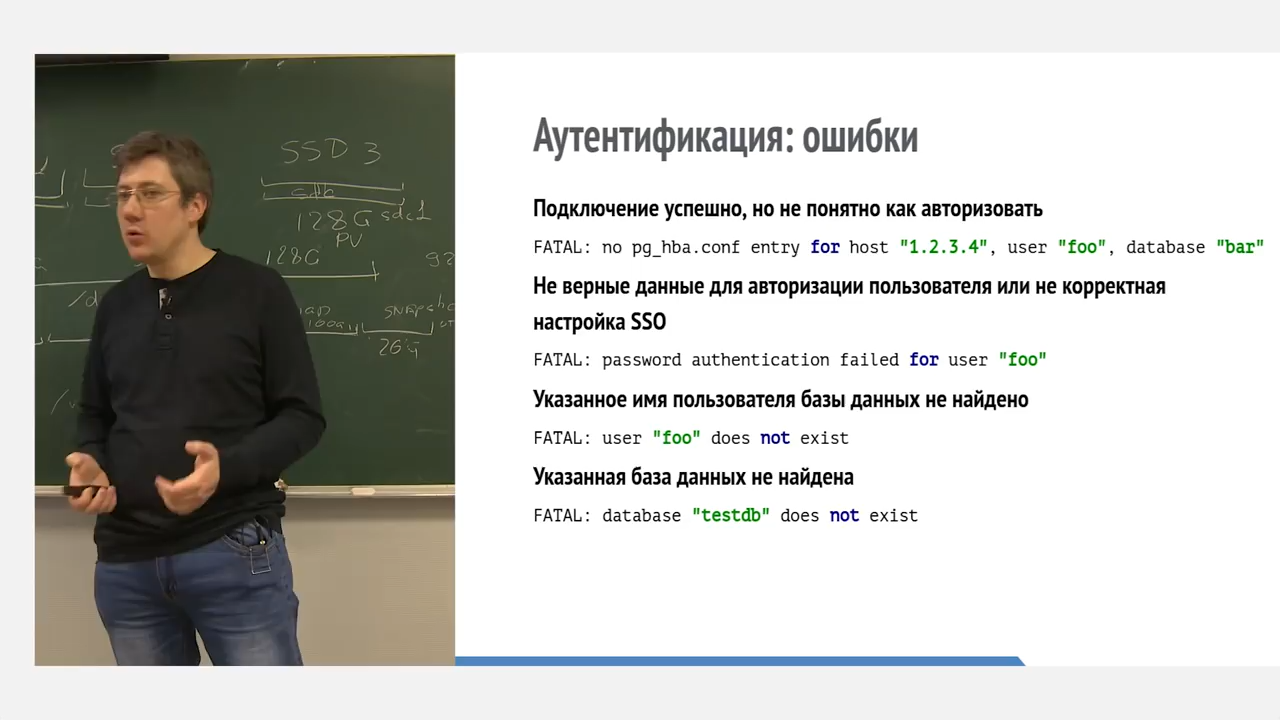 SSD 3
sdb
128G sdc1
PV
128G
26G
Аутентификация: ошибки
Подключение успешно, но не понятно как авторизовать
FATAL: no pg_hba.conf entry for host "1.2.3.4", user "foo", database "bar"
Не верные данные для авторизации пользователя или не корректная
настройка SSO
FATAL: password authentication failed for user "foo"
Указанное имя пользователя базы данных не найдено
FATAL: user "foo" does not exist
Указанная база данных не найдена
FATAL: database "testdb" does not exist